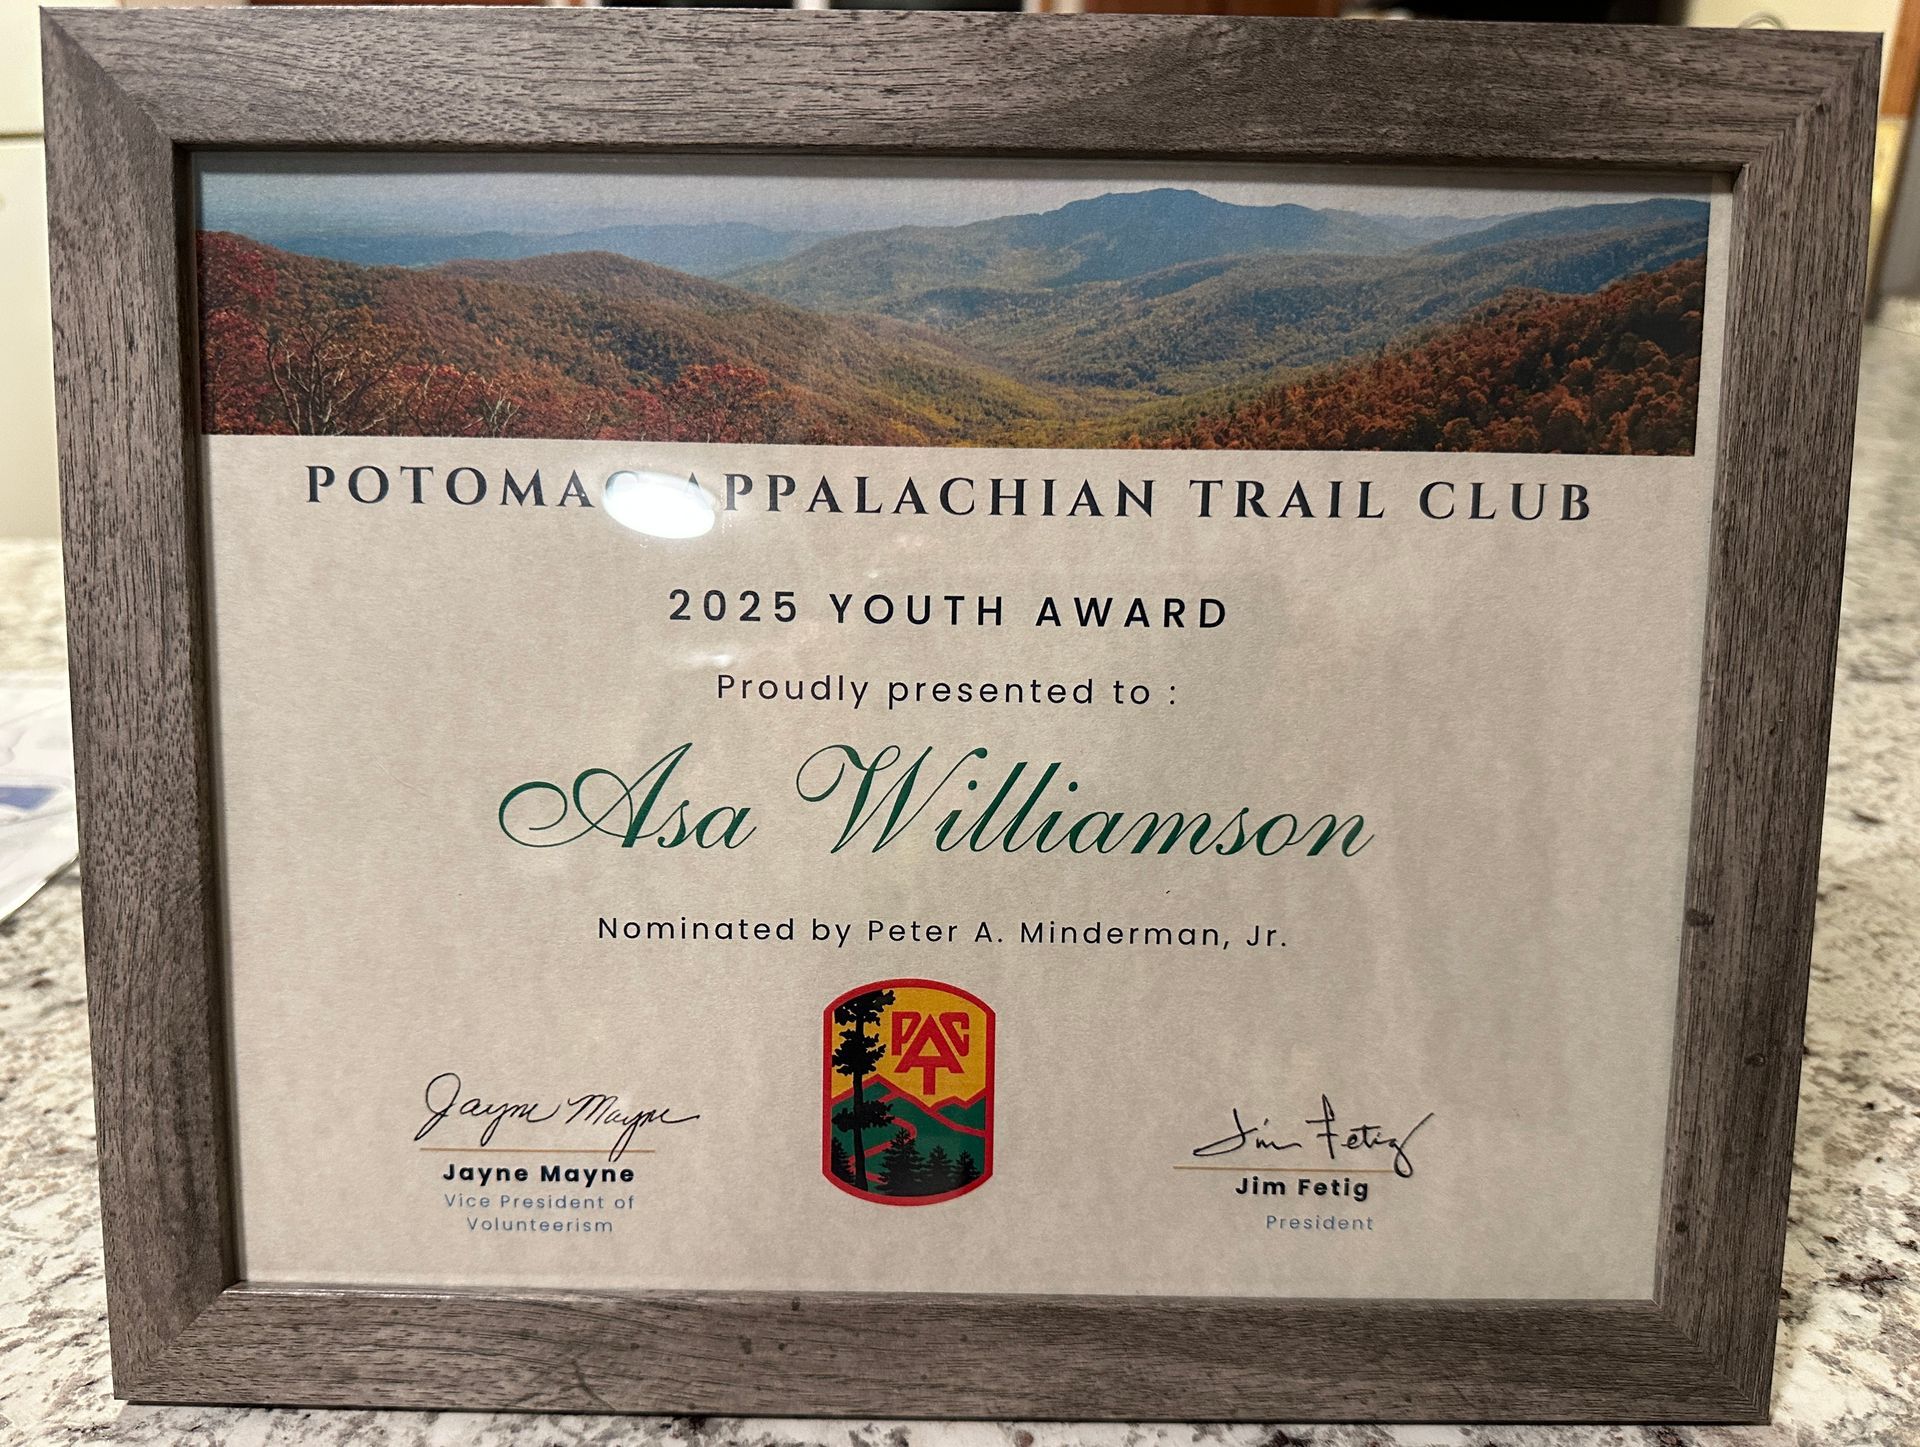 POTOMAC APPALACHIAN TRAIL CLUB
2025 YOUTH AWARD
Proudly presented to :
Asa Williamson
Nominated by Peter A. Minderman, Jr.
PATC
Jayne Mayne
Jayne Mayne
Vice President of
Volunteerism
Jim Fetig
Jim Fetig
President